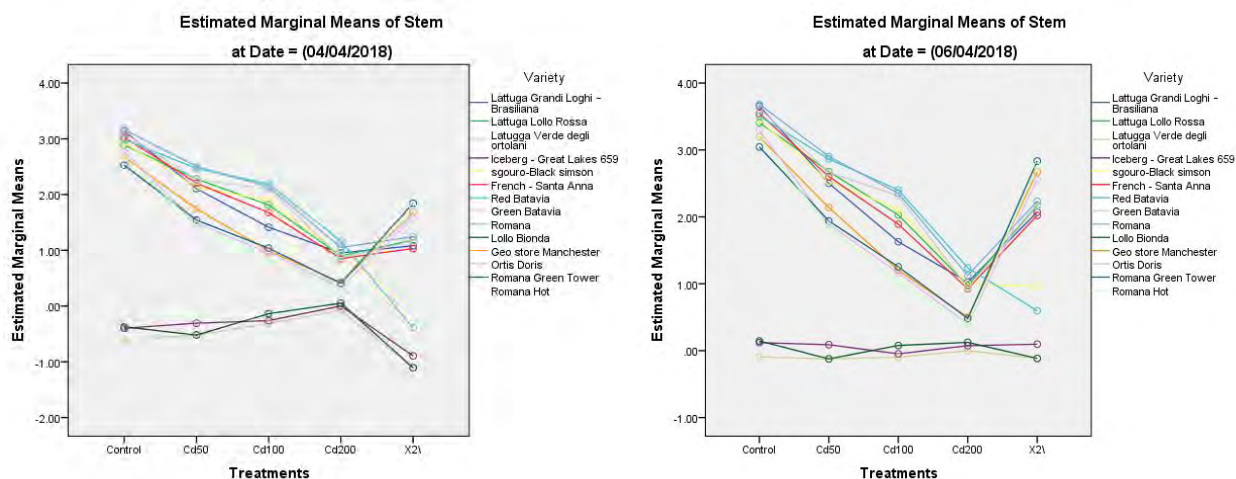 Estimated Marginal Means of Stem
at Date = (04/04/2018)
Estimated Marginal Means
4.00
3.00
2.00
1.00
.00
-1.00
-2.00
Control
Cd50
Cd100
Cd200
X2\
Treatments
Variety
Lattuga Grandi Loghi -
Brasiliana
Lattuga Lollo Rossa
Latugga Verde degli
ortolani
Iceberg - Great Lakes 659
sgouro-Black simson
French - Santa Anna
Red Batavia
Green Batavia
Romana
Lollo Bionda
Geo store Manchester
Ortis Doris
Romana Green Tower
Romana Hot
Estimated Marginal Means of Stem
at Date = (06/04/2018)
Estimated Marginal Means
4.00
3.00
2.00
1.00
.00
-1.00
Control
Cd50
Cd100
Cd200
X2\
Treatments
Variety
Lattuga Grandi Loghi -
Brasiliana
Lattuga Lollo Rossa
Latugga Verde degli
ortolani
Iceberg - Great Lakes 659
sgouro-Black simson
French - Santa Anna
Red Batavia
Green Batavia
Romana
Lollo Bionda
Geo store Manchester
Ortis Doris
Romana Green Tower
Romana Hot